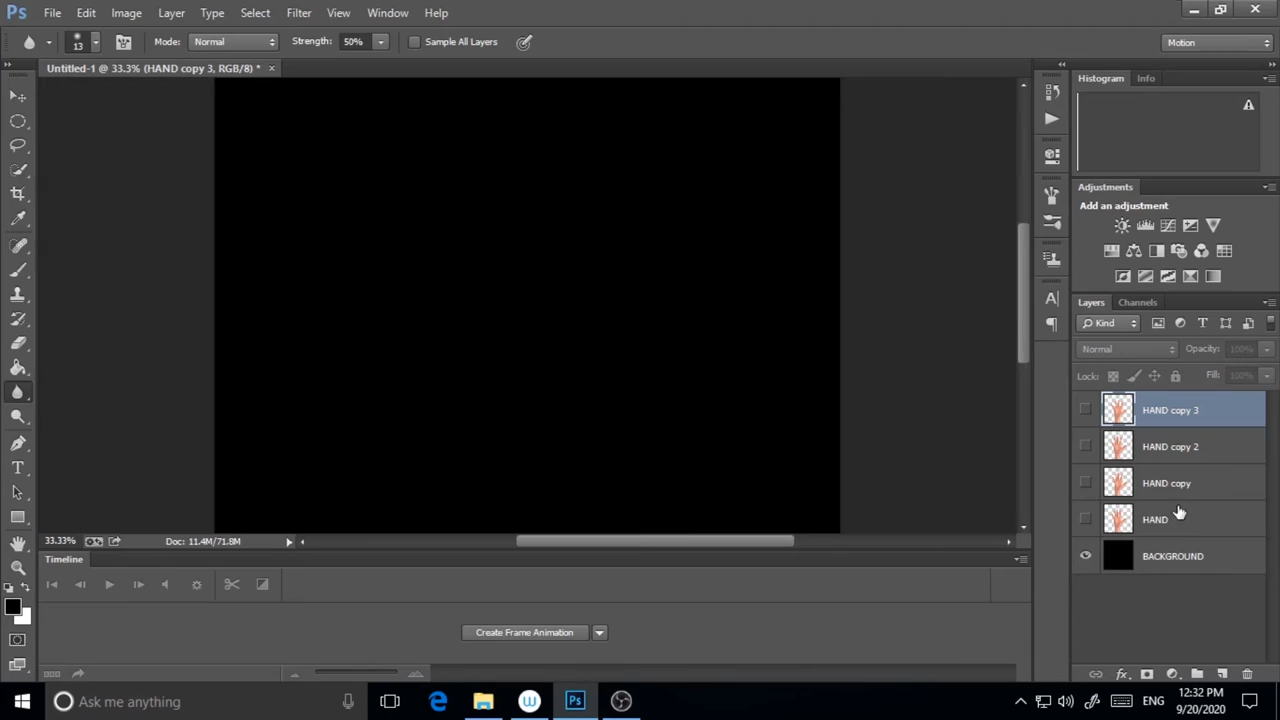 Ps File Edit Image Layer Type Select Filter View Window Help
13 Mode: Normal Strength: 50% Sample All Layers Motion
Untitled-1 @ 33.3% (HAND copy 3, RGB/8) * ×
Histogram Info
Adjustments
Add an adjustment
Layers Channels
Kind
Normal Opacity: 100%
Lock: Fill: 100%
HAND copy 3
HAND copy 2
HAND copy
HAND
BACKGROUND
33.33% Doc: 11.4M/71.8M
Timeline
Create Frame Animation
Ask me anything
ENG
12:32 PM
9/20/2020